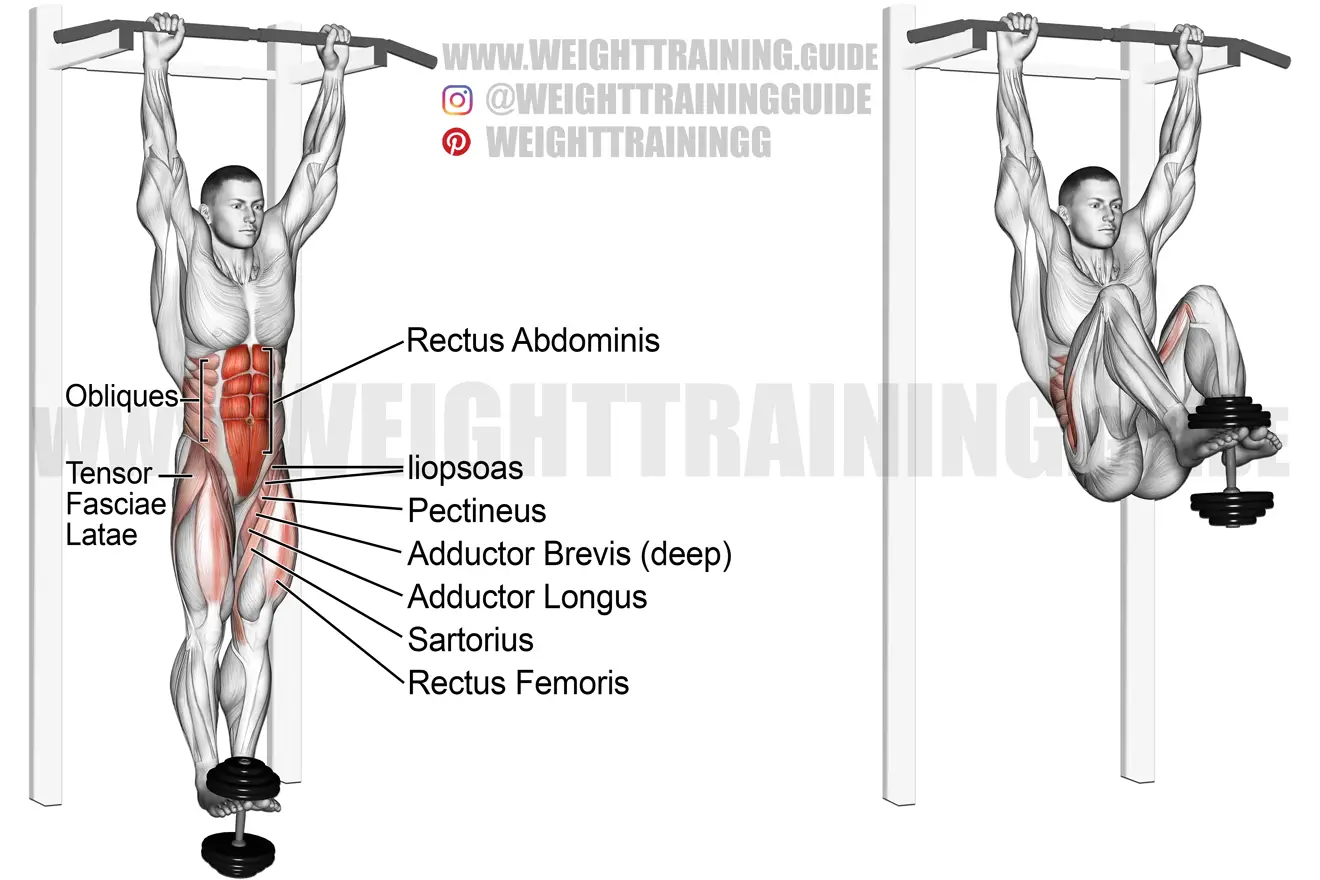 www.WEIGHTTRAINING.GUIDE
@WEIGHTTRAININGGUIDE
WEIGHTTRAININGG
Rectus Abdominis
Obliques
WWW.WEIGHTTRAINING.GUIDE
Tensor
Fasciae
Latae
Iliopsoas
Pectineus
Adductor Brevis (deep)
Adductor Longus
Sartorius
Rectus Femoris